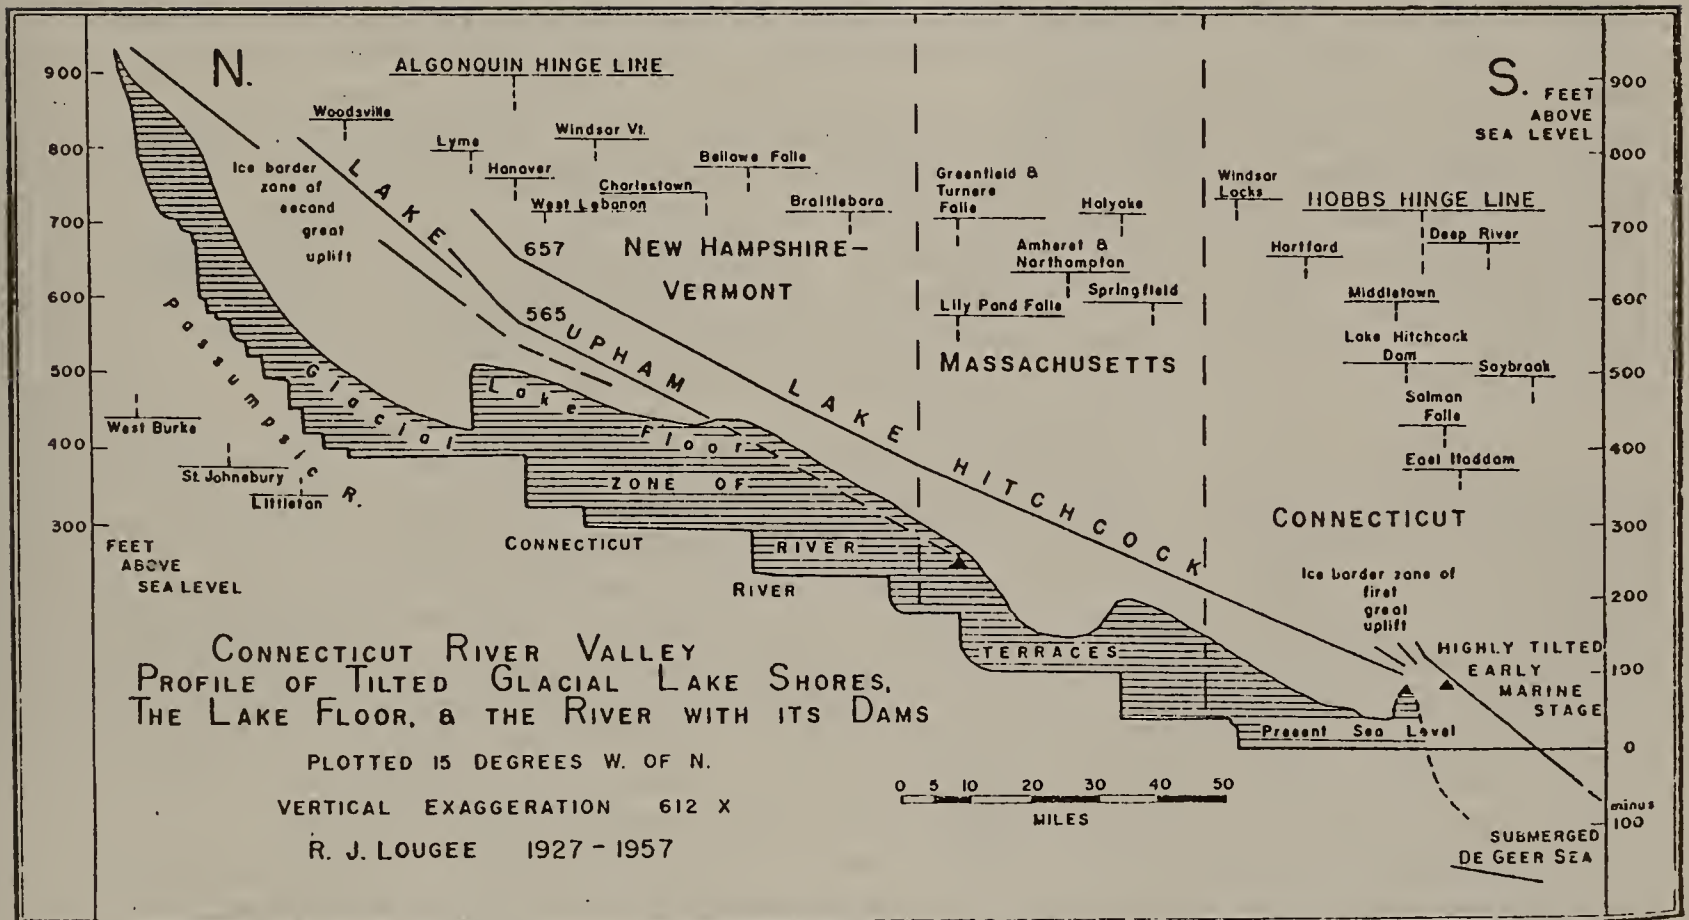 N.
ALGONQUIN HINGE LINE
S. FEET
ABOVE
SEA LEVEL
900
800
700
600
500
400
300
FEET
ABOVE
SEA LEVEL
Woodsville
Lyme
Hanover
Windsor Vt.
West Lebanon
Charlestown
Bellows Falls
Brattleboro
Ice border
zone of
second
great
uplift
LAKE
UPHAM
657
565
NEW HAMPSHIRE-
VERMONT
LAKE HITCHCOCK
Greenfield &
Turners
Falls
Holyoke
Amherst &
Northampton
Lily Pond Falls
Springfield
MASSACHUSETTS
Windsor
Locks
HOBBS HINGE LINE
Hartford
Deep River
Middletown
Lake Hitchcock
Dam
Saybrook
Salmon
Falls
East Haddam
CONNECTICUT
Ice border zone of
first
great
uplift
HIGHLY TILTED
EARLY
MARINE
STAGE
900
800
700
600
500
400
300
200
100
0
minus
100
Passumpsic R.
Glacial Lake Floor
West Burke
St. Johnsbury
Littleton
ZONE OF
RIVER
TERRACES
CONNECTICUT
RIVER
Present Sea Level
SUBMERGED
DE GEER SEA
CONNECTICUT RIVER VALLEY
PROFILE OF TILTED GLACIAL LAKE SHORES,
THE LAKE FLOOR, & THE RIVER WITH ITS DAMS
PLOTTED 15 DEGREES W. OF N.
VERTICAL EXAGGERATION 612 X
R. J. LOUGEE 1927-1957
0 5 10 20 30 40 50
MILES